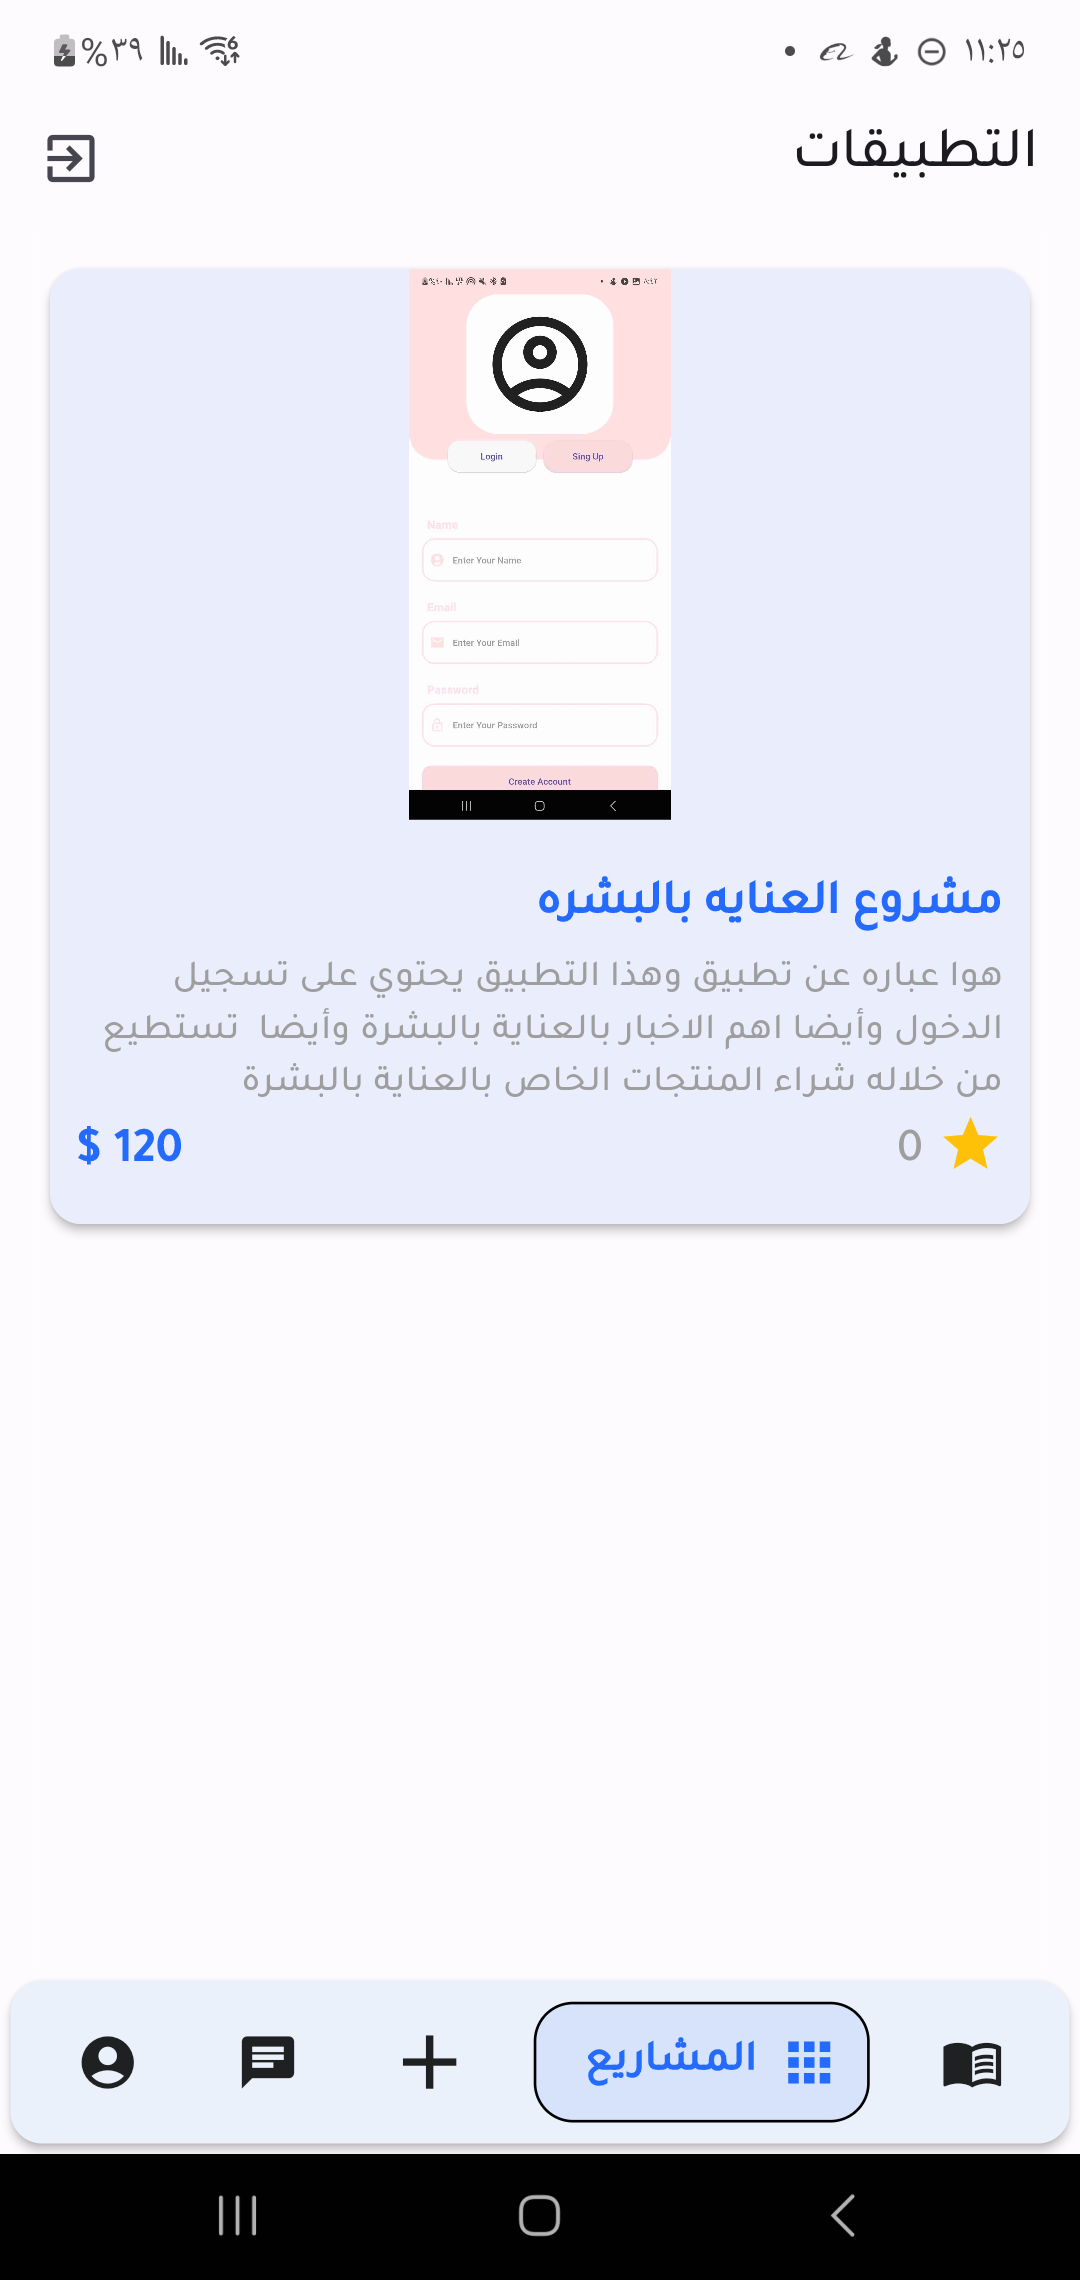 ١١:٢٥
%٣٩
التطبيقات
Login
Sing Up
Name
Enter Your Name
Email
Enter Your Email
Password
Enter Your Password
Create Account
مشروع العنايه بالبشره
هوا عباره عن تطبيق وهذا التطبيق يحتوي على تسجيل
الدخول وأيضا اهم الاخبار بالعناية بالبشرة وأيضا  تستطيع
من خلاله شراء المنتجات الخاص بالعناية بالبشرة
0
$ 120
المشاريع